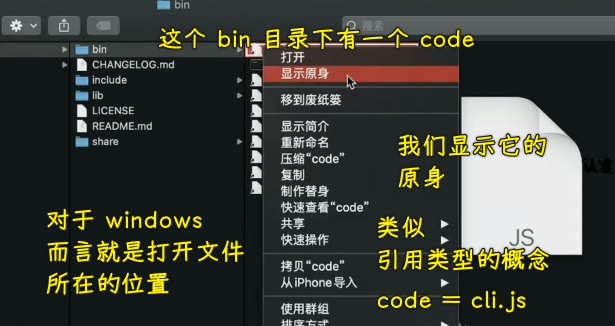 bin
搜索
这个 bin 目录下有一个 code
bin
CHANGELOG.md
include
lib
LICENSE
README.md
share
打开
显示原身
移到废纸篓
显示简介
重新命名
压缩“code”
复制
制作替身
快速查看“code”
共享
快速操作
拷贝“code”
从iPhone导入
使用群组
排序方式
我们显示它的
原身
认准
JS
对于 windows
而言就是打开文件
所在的位置
类似
引用类型的概念
code = cli.js